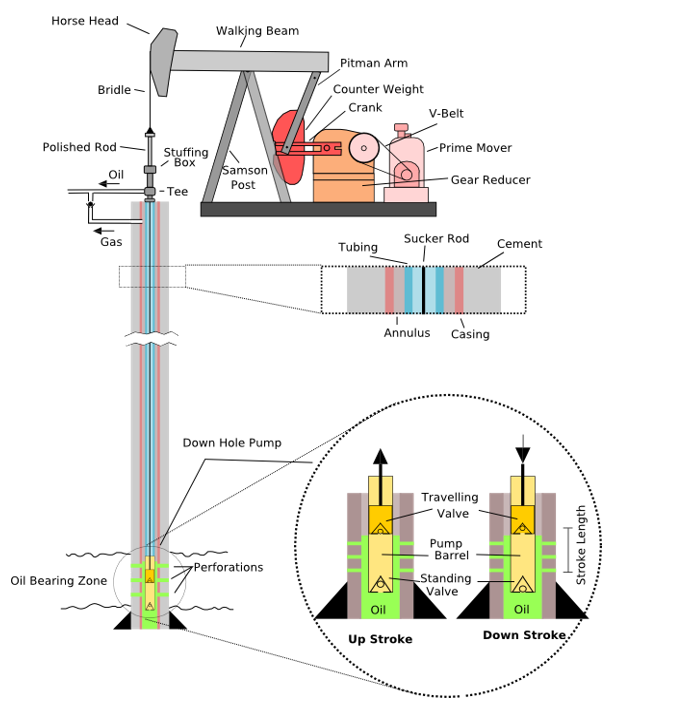 Horse Head
Walking Beam
Pitman Arm
Bridle
Counter Weight
Crank
V-Belt
Polished Rod
Stuffing
Box
Prime Mover
Samson
Post
Oil
Tee
Gear Reducer
Gas
Tubing
Sucker Rod
Cement
Annulus
Casing
Down Hole Pump
Travelling
Valve
Stroke Length
Pump
Barrel
Perforations
Oil Bearing Zone
Standing
Valve
Oil
Oil
Up Stroke
Down Stroke